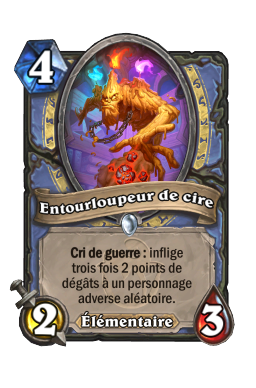 4
Entourloupeur de cire
Cri de guerre : inflige
trois fois 2 points de
dégâts à un personnage
adverse aléatoire.
2
Élémentaire
3